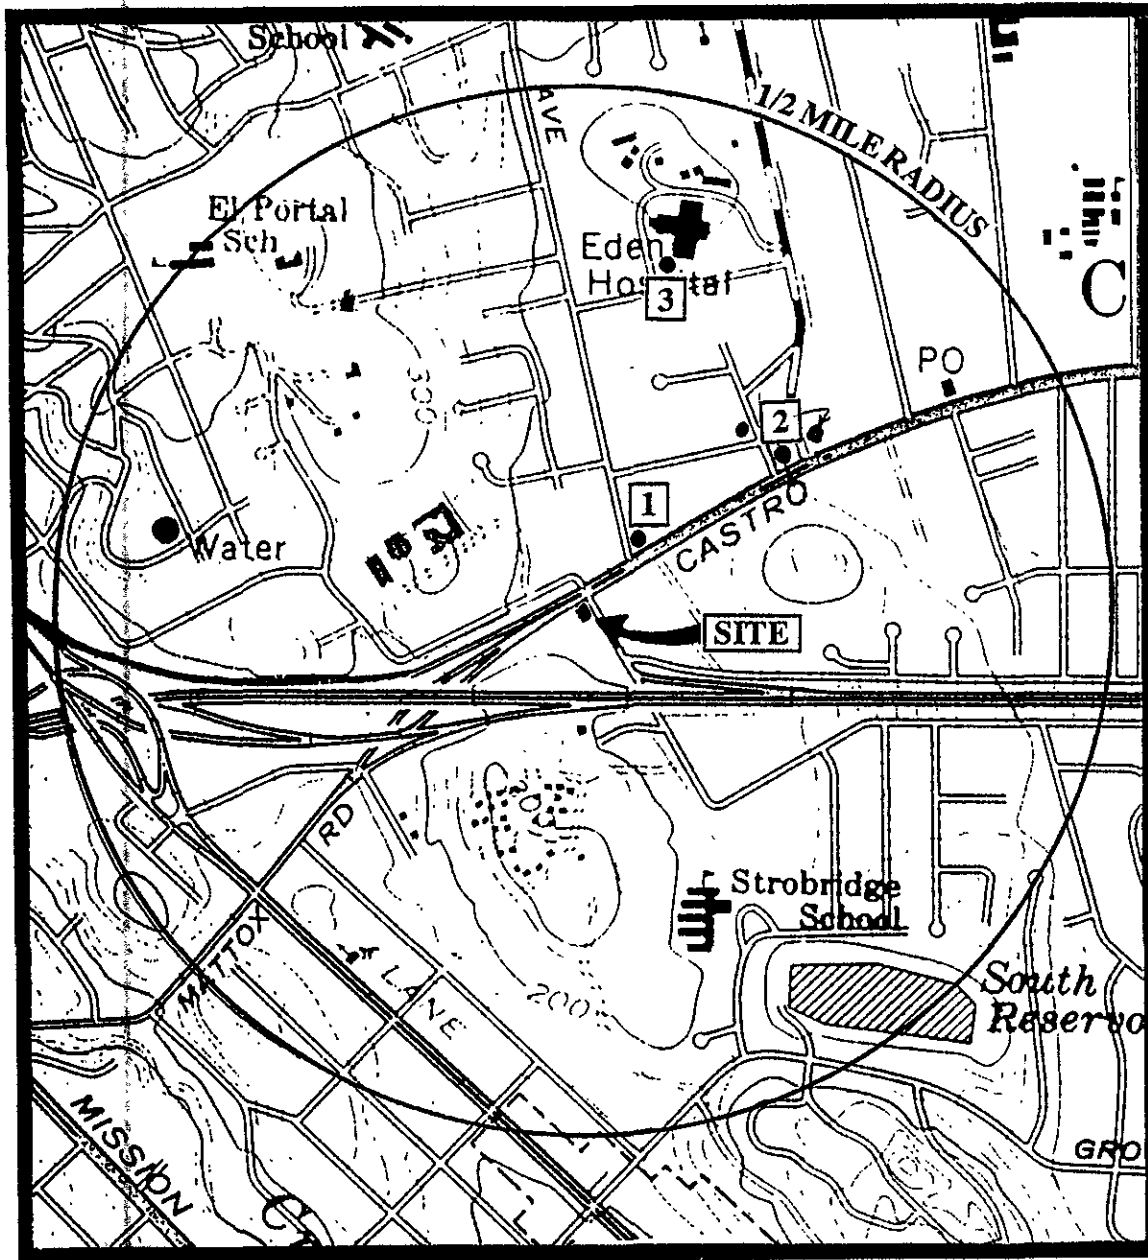 School
AVE
1/2 MILE RADIUS
El Portal
Sch
Eden
Hospital
3
C
300
PO
2
1
CASTRO
Water
SITE
RD
Strobridge
School
MATTOX
LANE
200
South
Reservo
MISSION
GRO